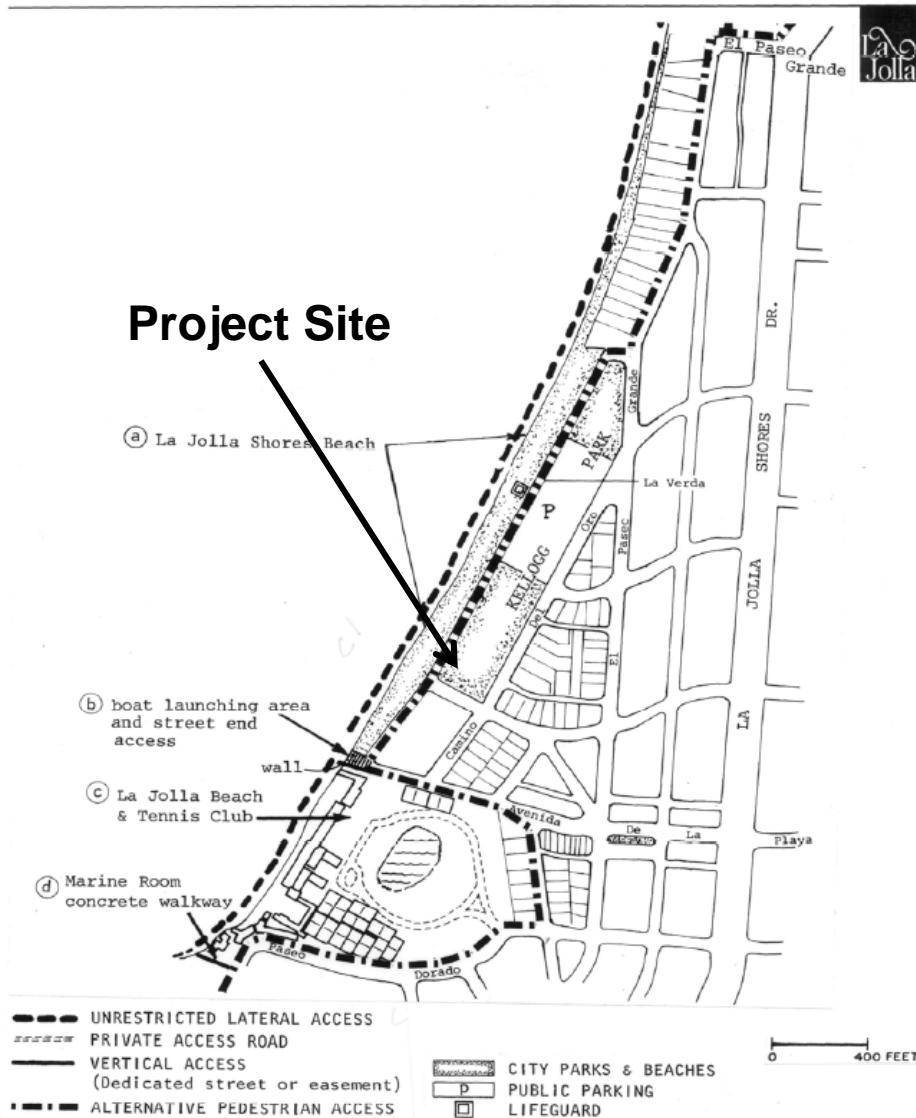 La
Jolla
El Paseo
Grande
Project Site
DR.
Grande
SHORES
ⓐ La Jolla Shores Beach
PARK
La Verda
P
Oro
Pasec
KELLOGG
JOLLA
Del
El
ⓑ boat launching area
and street end
access
Camino
LA
wall
ⓒ La Jolla Beach
& Tennis Club
Avenida
De
La
Playa
ⓓ Marine Room
concrete walkway
Paseo
Dorado
UNRESTRICTED LATERAL ACCESS
PRIVATE ACCESS ROAD
VERTICAL ACCESS
(Dedicated street or easement)
ALTERNATIVE PEDESTRIAN ACCESS
CITY PARKS & BEACHES
P PUBLIC PARKING
LIFEGUARD
0 400 FEET